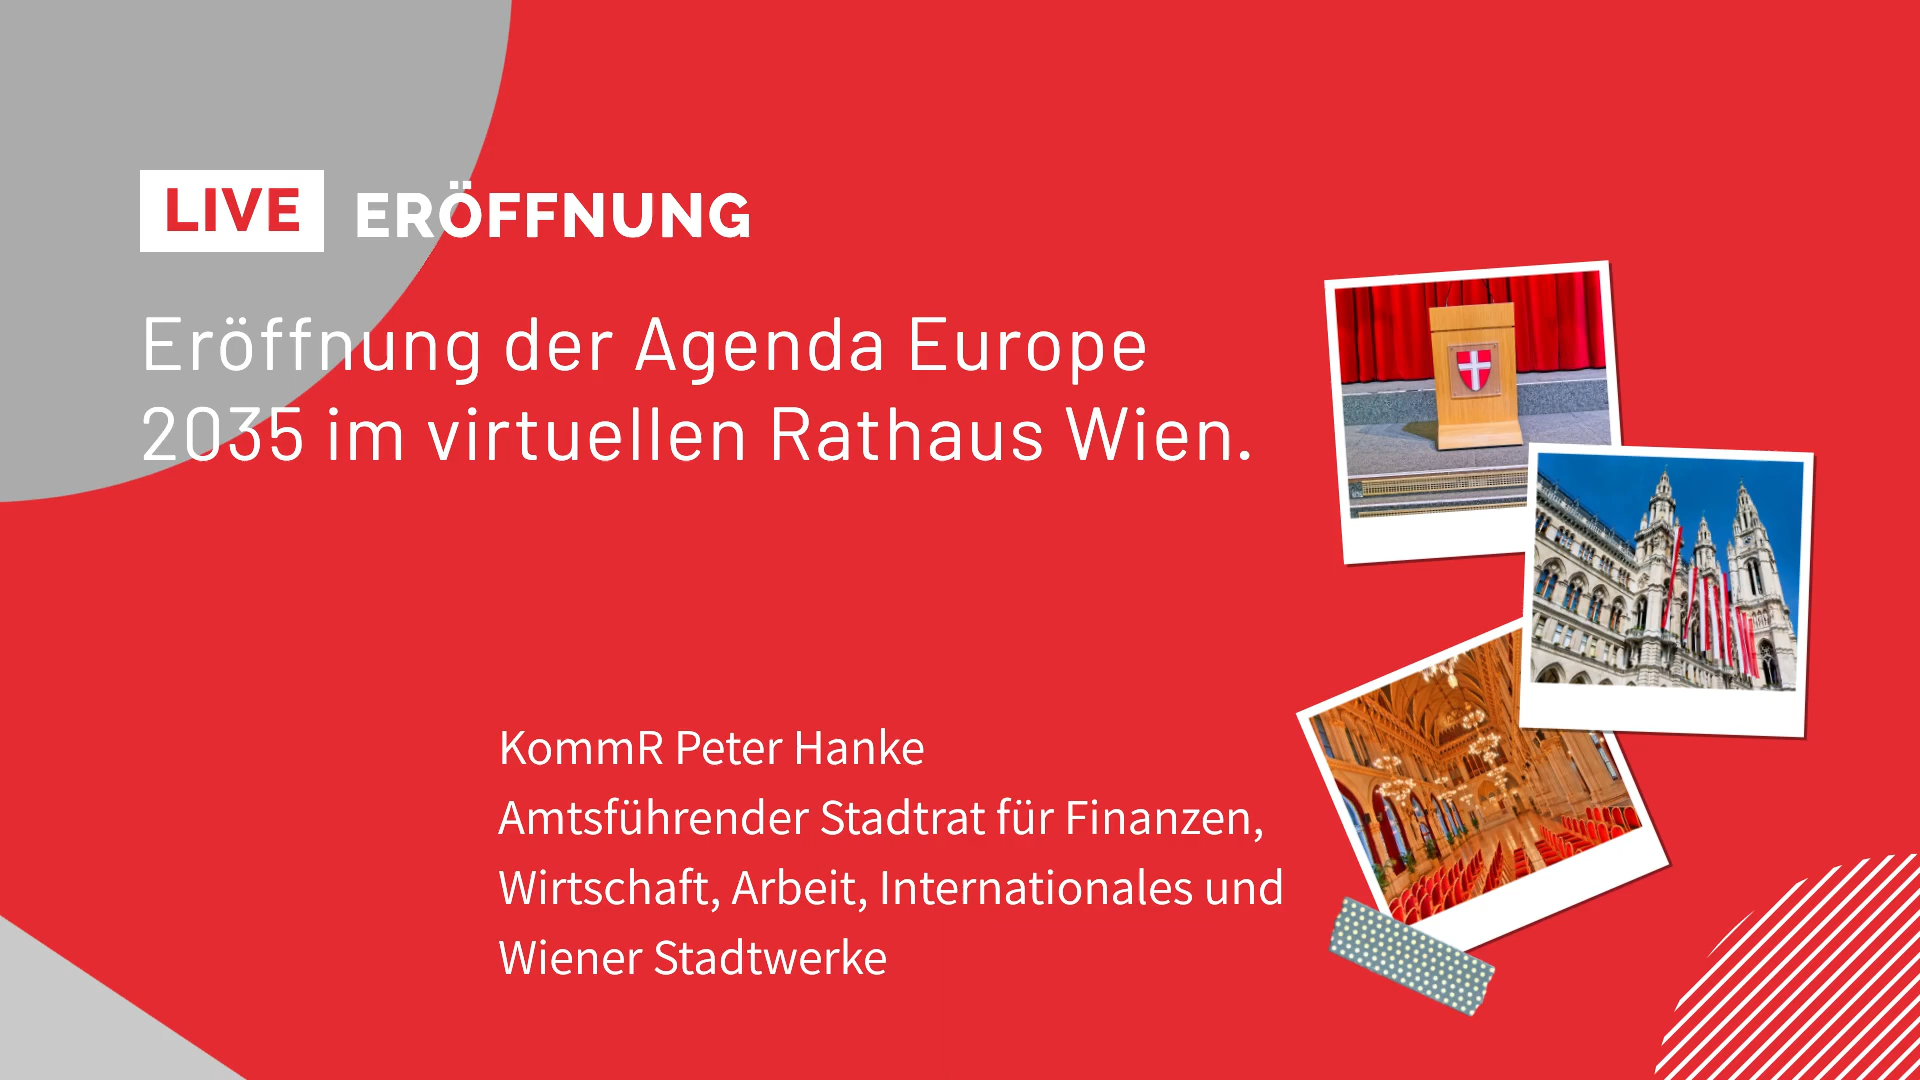 LIVE ERÖFFNUNG
Eröffnung der Agenda Europe
2035 im virtuellen Rathaus Wien.
KommR Peter Hanke
Amtsführender Stadtrat für Finanzen,
Wirtschaft, Arbeit, Internationales und
Wiener Stadtwerke